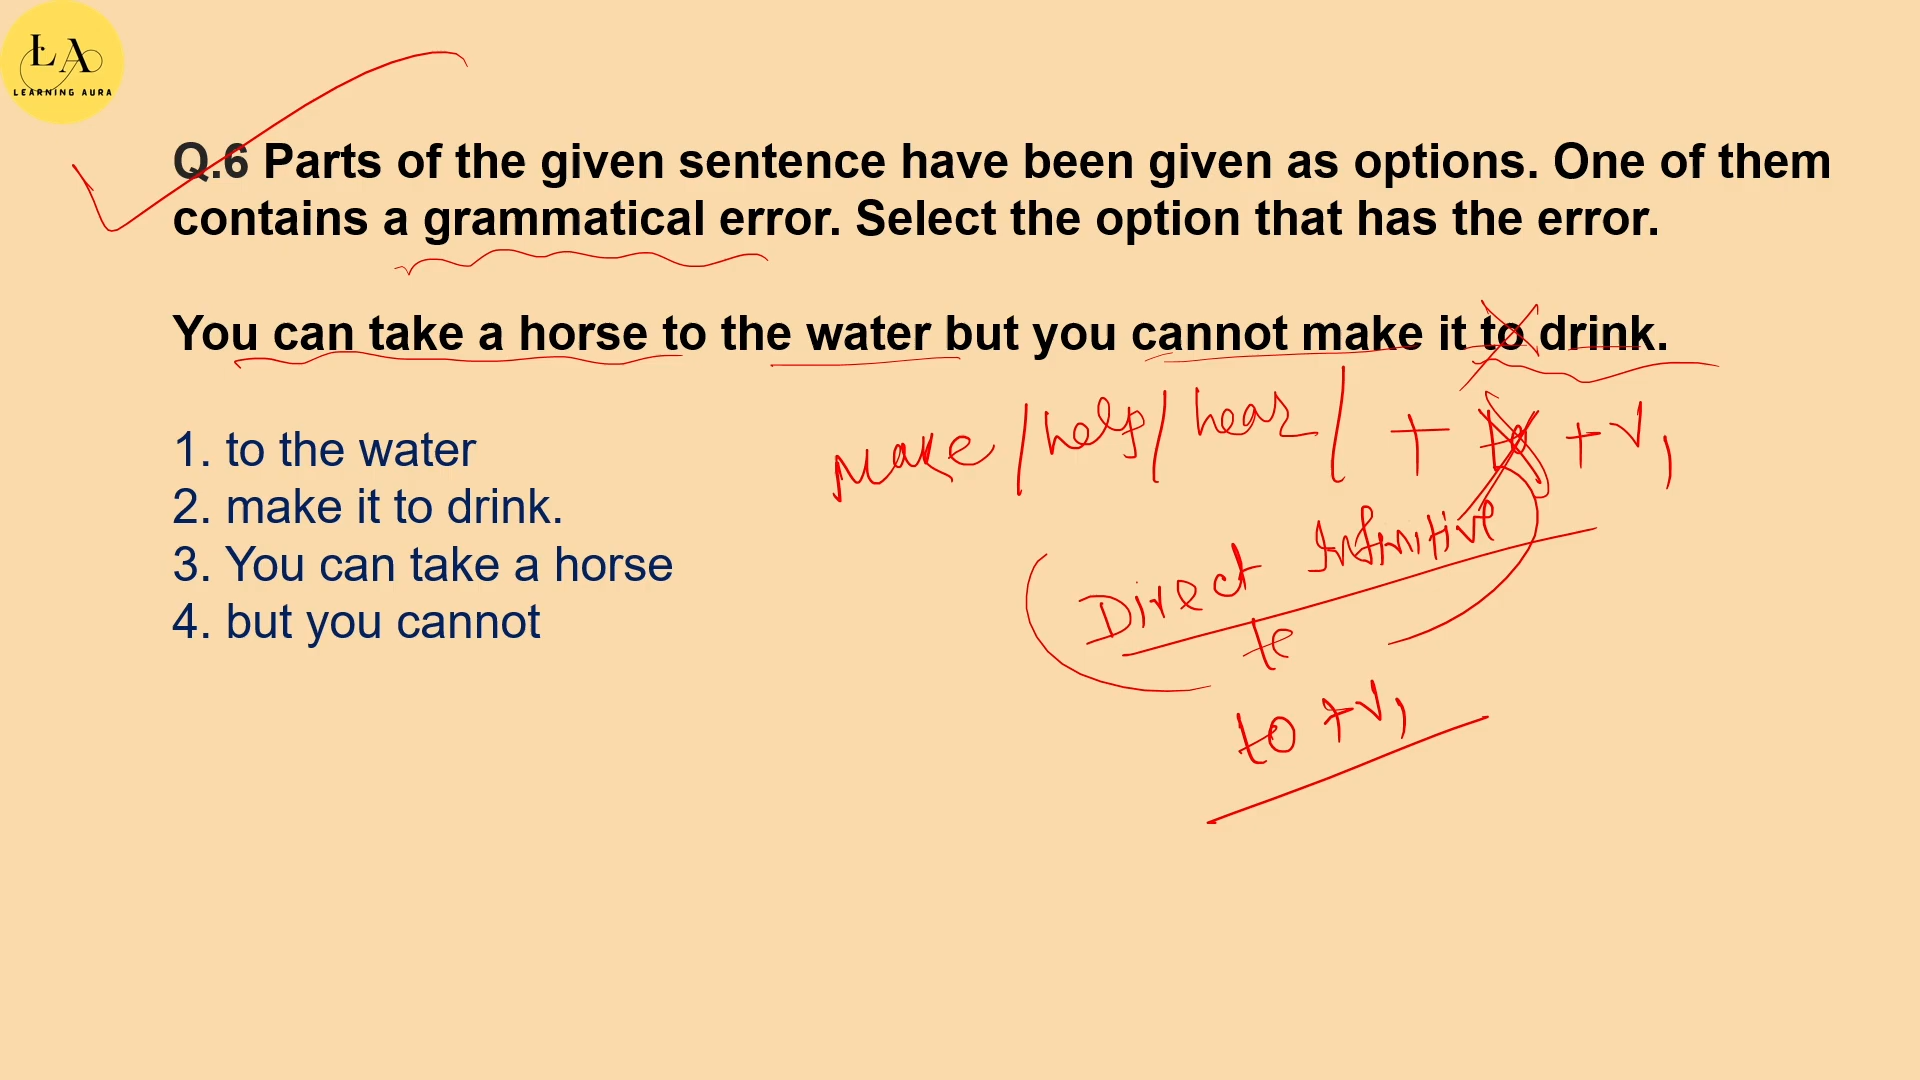 LA
LEARNING AURA
Q.6 Parts of the given sentence have been given as options. One of them
contains a grammatical error. Select the option that has the error.
You can take a horse to the water but you cannot make it to drink.
1. to the water
2. make it to drink.
3. You can take a horse
4. but you cannot
Make / help / hear / + to + V1
Direct Infinitive
to + V1